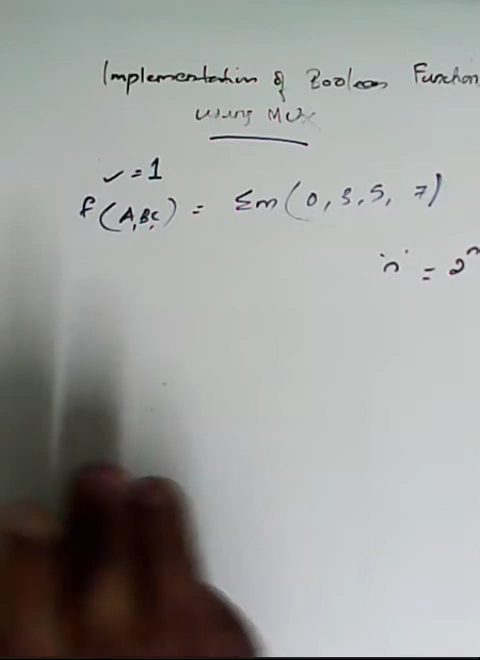 Implementation of Boolean Function
using MUX
✓ = 1
f (A,B,C) = Σm (0, 3, 5, 7)
'n' = 2^n